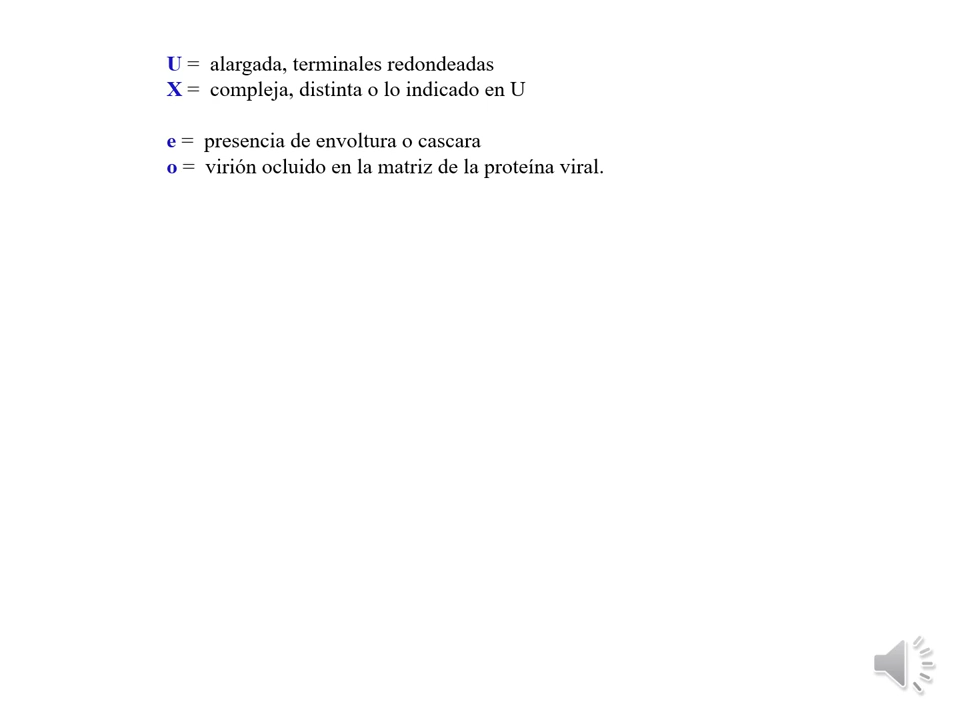 U = alargada, terminales redondeadas
X = compleja, distinta o lo indicado en U
e = presencia de envoltura o cascara
o = virión ocluido en la matriz de la proteína viral.